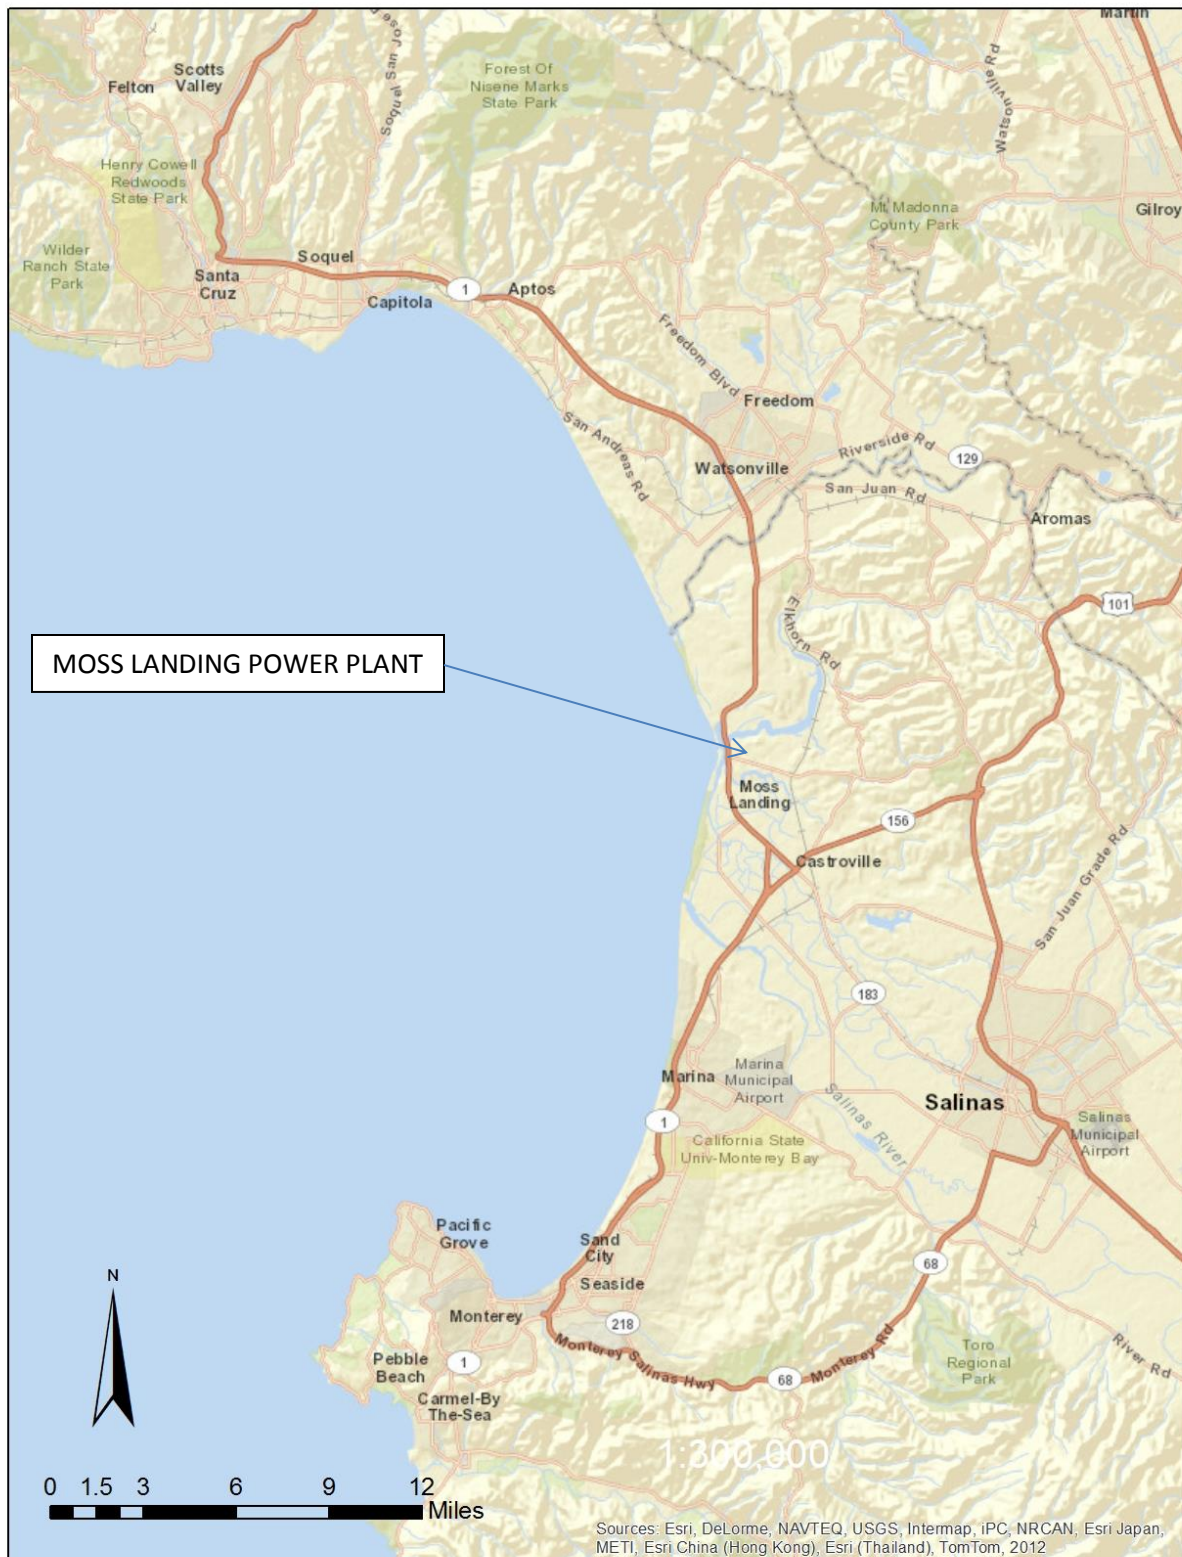 Martin
Scotts
Valley
Felton
Soquel San Jose
Forest Of
Nisene Marks
State Park
Watsonville Rd
Henry Cowell
Redwoods
State Park
Mt Madonna
County Park
Gilroy
Wilder
Ranch State
Park
Soquel
Santa
Cruz
1
Aptos
Capitola
Freedom Blvd
Freedom
San Andreas Rd
Riverside Rd
129
Watsonville
San Juan Rd
Aromas
101
Elkhorn Rd
MOSS LANDING POWER PLANT
Moss
Landing
156
Castroville
San Juan Grade Rd
183
Marina
Marina
Municipal
Airport
Salinas River
Salinas
Salinas
Municipal
Airport
1
California State
Univ-Monterey Bay
Pacific
Grove
Sand
City
Seaside
68
N
Monterey
218
Monterey Salinas Hwy
68
Monterey Rd
Toro
Regional
Park
River Rd
Pebble
Beach
1
Carmel-By
The-Sea
1:300,000
0 1.5 3 6 9 12
Miles
Sources: Esri, DeLorme, NAVTEQ, USGS, Intermap, iPC, NRCAN, Esri Japan,
METI, Esri China (Hong Kong), Esri (Thailand), TomTom, 2012